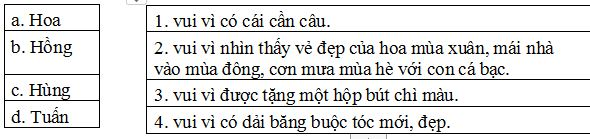 a. Hoa
b. Hồng
c. Hùng
d. Tuấn
1. vui vì có cái cần câu.
2. vui vì nhìn thấy vẻ đẹp của hoa mùa xuân, mái nhà
vào mùa đông, cơn mưa mùa hè với con cá bạc.
3. vui vì được tặng một hộp bút chì màu.
4. vui vì có dải băng buộc tóc mới, đẹp.